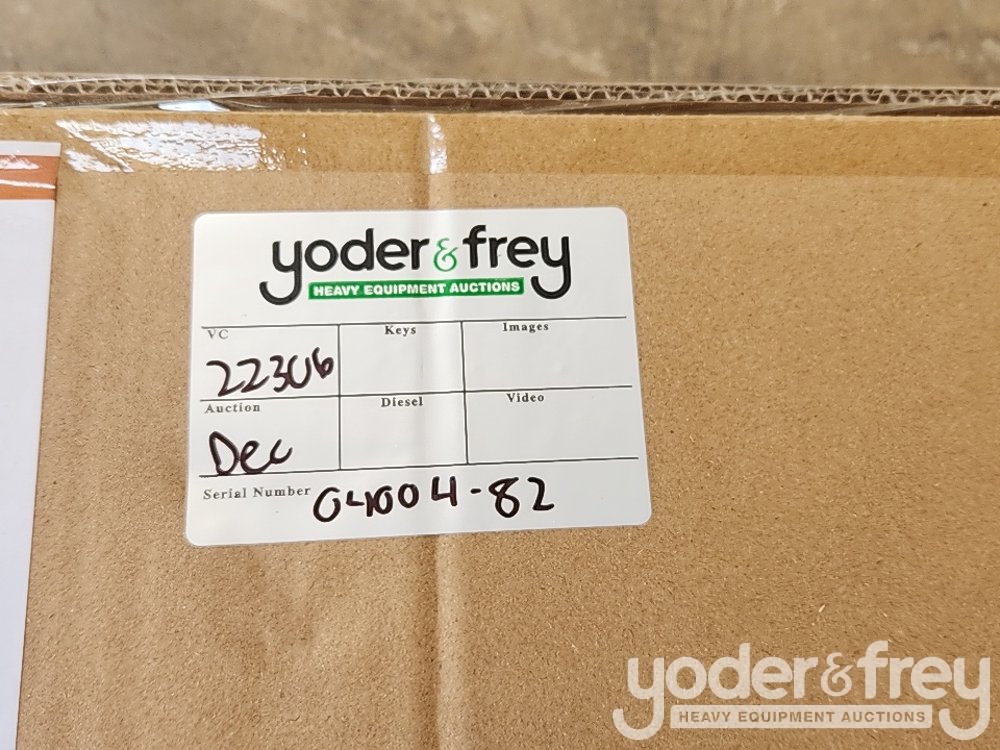 yoder & frey
HEAVY EQUIPMENT AUCTIONS
VC Keys Images
22306
Auction Diesel Video
Dec
Serial Number 04004-82
yoder & frey
HEAVY EQUIPMENT AUCTIONS